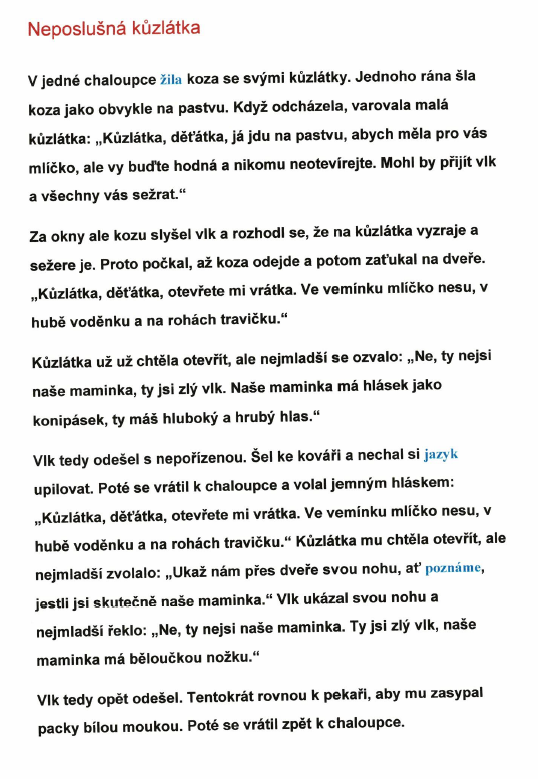 Neposlušná kůzlátka
V jedné chaloupce žila koza se svými kůzlátky. Jednoho rána šla
koza jako obvykle na pastvu. Když odcházela, varovala malá
kůzlátka: „Kůzlátka, děťátka, já jdu na pastvu, abych měla pro vás
mlíčko, ale vy buďte hodná a nikomu neotevírejte. Mohl by přijít vlk
a všechny vás sežrat.“
Za okny ale kozu slyšel vlk a rozhodl se, že na kůzlátka vyzraje a
sežere je. Proto počkal, až koza odejde a potom zaťukal na dveře.
„Kůzlátka, děťátka, otevřete mi vrátka. Ve vemínku mlíčko nesu, v
hubě voděnku a na rohách travičku.“
Kůzlátka už už chtěla otevřít, ale nejmladší se ozvalo: „Ne, ty nejsi
naše maminka, ty jsi zlý vlk. Naše maminka má hlásek jako
konipásek, ty máš hluboký a hrubý hlas.“
Vlk tedy odešel s nepořízenou. Šel ke kováři a nechal si jazyk
upilovat. Poté se vrátil k chaloupce a volal jemným hláskem:
„Kůzlátka, děťátka, otevřete mi vrátka. Ve vemínku mlíčko nesu, v
hubě voděnku a na rohách travičku.“ Kůzlátka mu chtěla otevřít, ale
nejmladší zvolalo: „Ukaž nám přes dveře svou nohu, ať poznáme,
jestli jsi skutečně naše maminka.“ Vlk ukázal svou nohu a
nejmladší řeklo: „Ne, ty nejsi naše maminka. Ty jsi zlý vlk, naše
maminka má běloučkou nožku.“
Vlk tedy opět odešel. Tentokrát rovnou k pekaři, aby mu zasypal
packy bílou moukou. Poté se vrátil zpět k chaloupce.